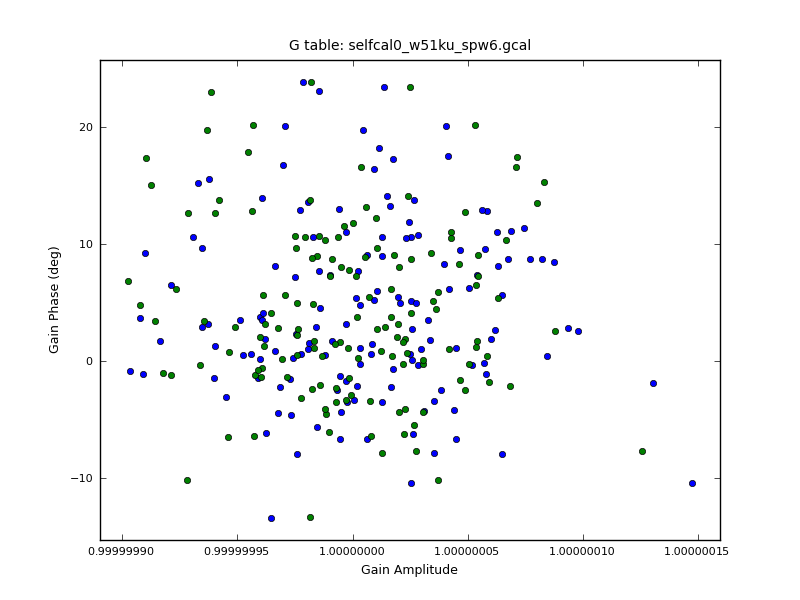 G table: selfcal0_w51ku_spw6.gcal
Gain Phase (deg)
20
10
0
−10
0.99999990 0.99999995 1.00000000 1.00000005 1.00000010 1.00000015
Gain Amplitude